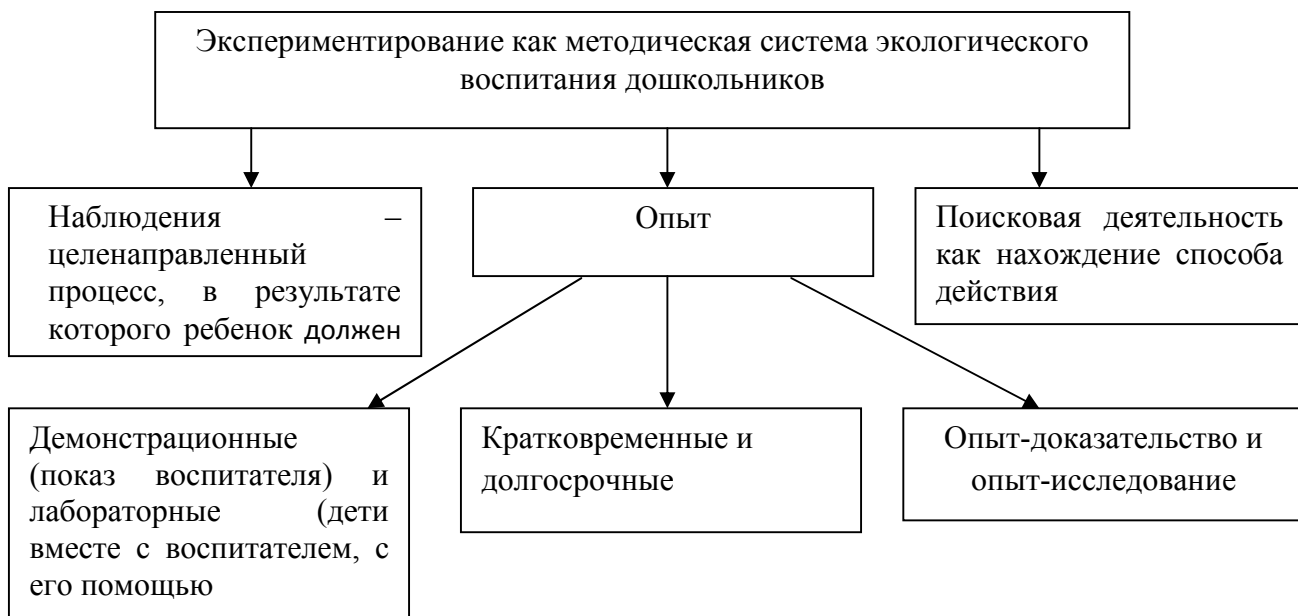 Экспериментирование как методическая система экологического
воспитания дошкольников
Наблюдения –
целенаправленный
процесс, в результате
которого ребенок должен
Опыт
Поисковая деятельность
как нахождение способа
действия
Демонстрационные
(показ воспитателя) и
лабораторные (дети
вместе с воспитателем, с
его помощью
Кратковременные и
долгосрочные
Опыт-доказательство и
опыт-исследование